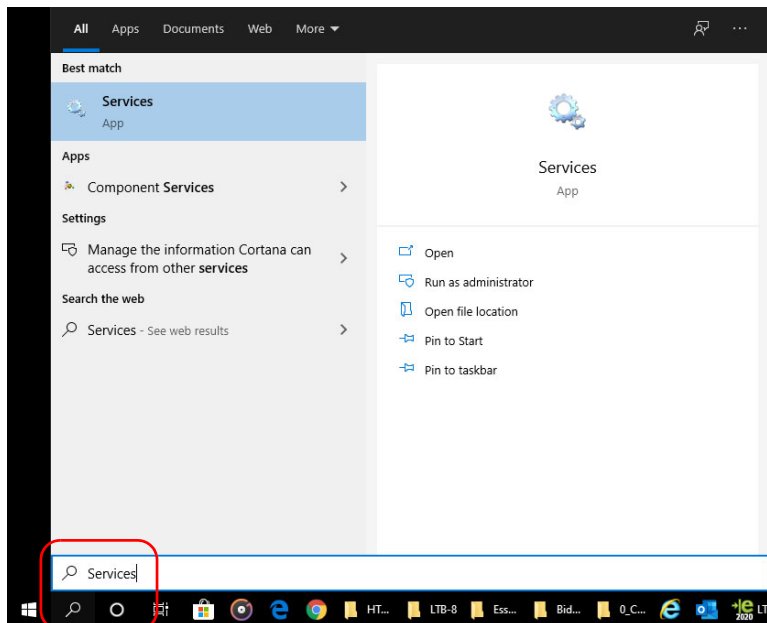 All Apps Documents Web More
Best match
Services
App
Apps
Component Services
Settings
Manage the information Cortana can
access from other services
Search the web
Services - See web results
Services
App
Open
Run as administrator
Open file location
Pin to Start
Pin to taskbar
Services
HT... LTB-8 Ess... Bid... 0_C... 2020 LT